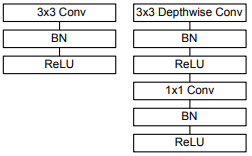 3x3 Conv
BN
ReLU
3x3 Depthwise Conv
BN
ReLU
1x1 Conv
BN
ReLU